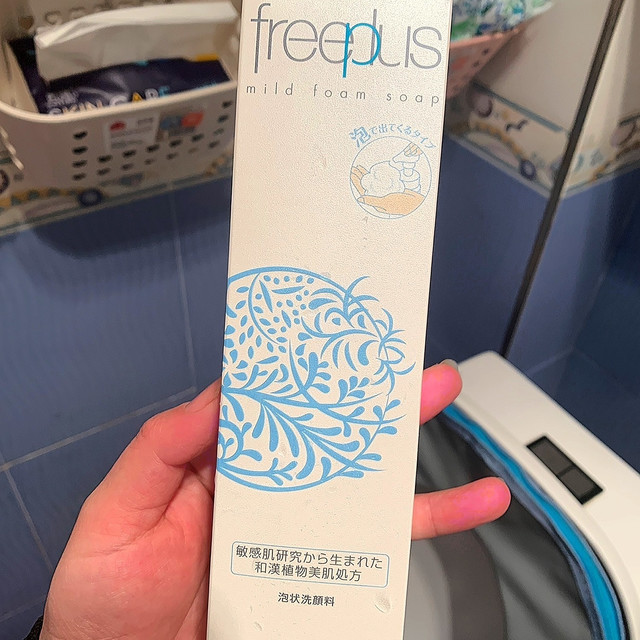 freeplus
mild foam soap
泡で出てくるタイプ
敏感肌研究から生まれた
和漢植物美肌処方
泡状洗顔料